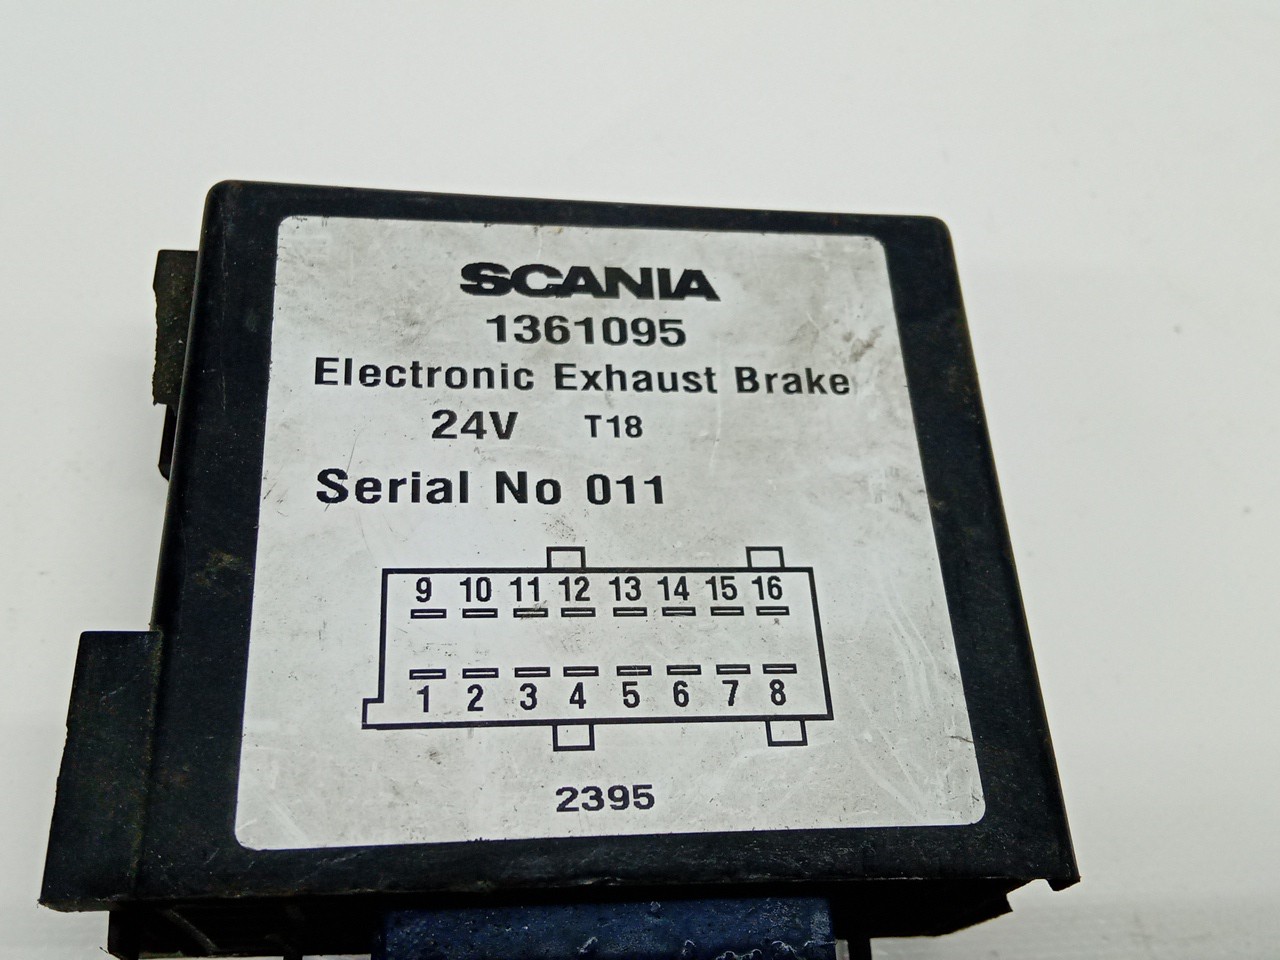 SCANIA
1361095
Electronic Exhaust Brake
24V T18
Serial No 011
9 10 11 12 13 14 15 16
1 2 3 4 5 6 7 8
2395